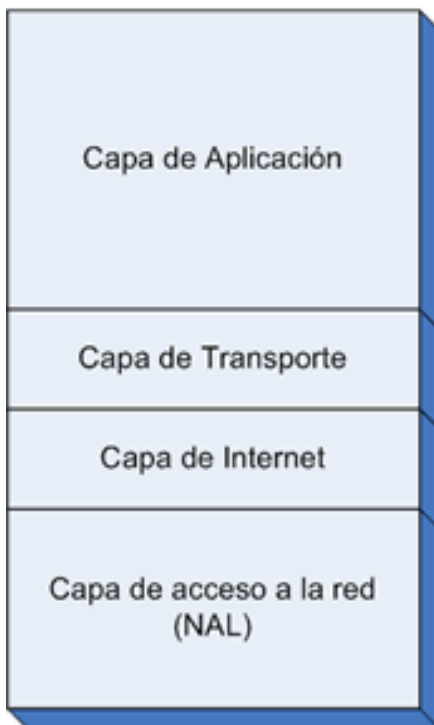 Capa de Aplicación
Capa de Transporte
Capa de Internet
Capa de acceso a la red
(NAL)